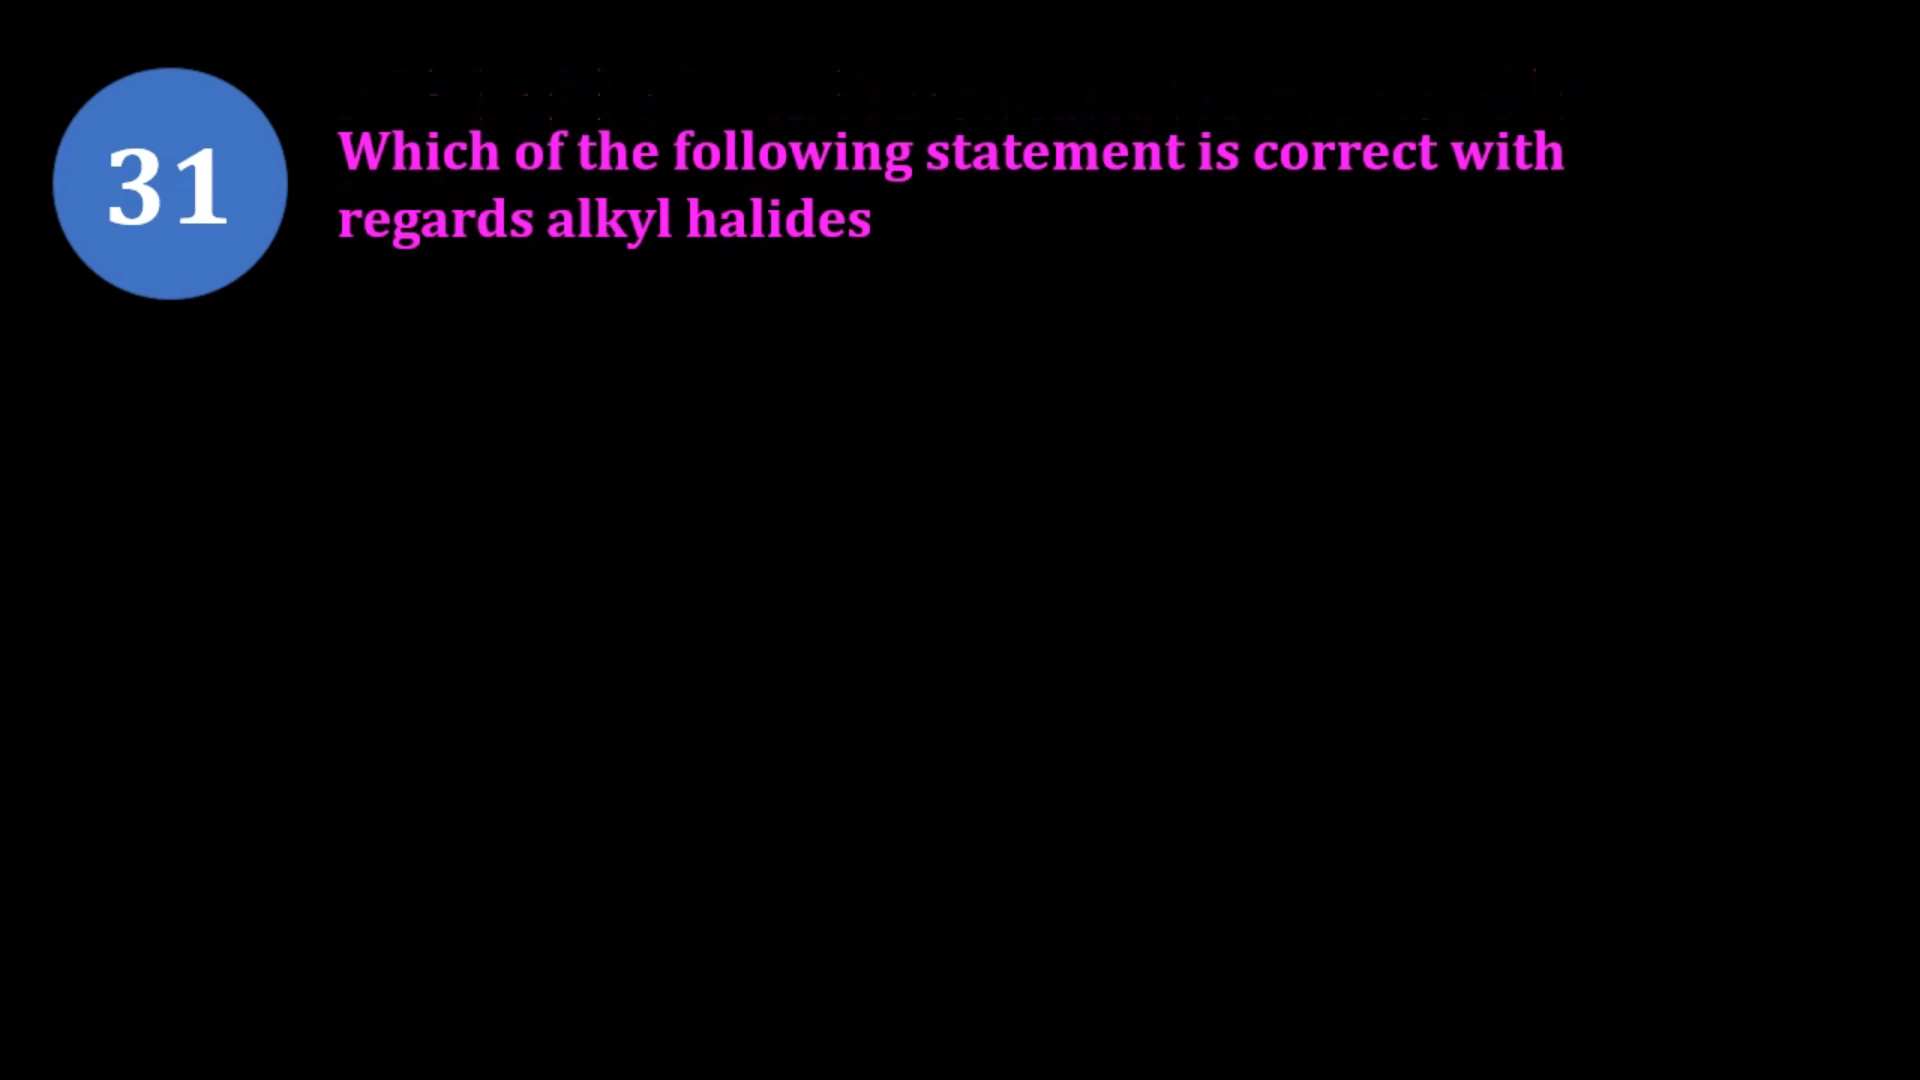 31
Which of the following statement is correct with
regards alkyl halides